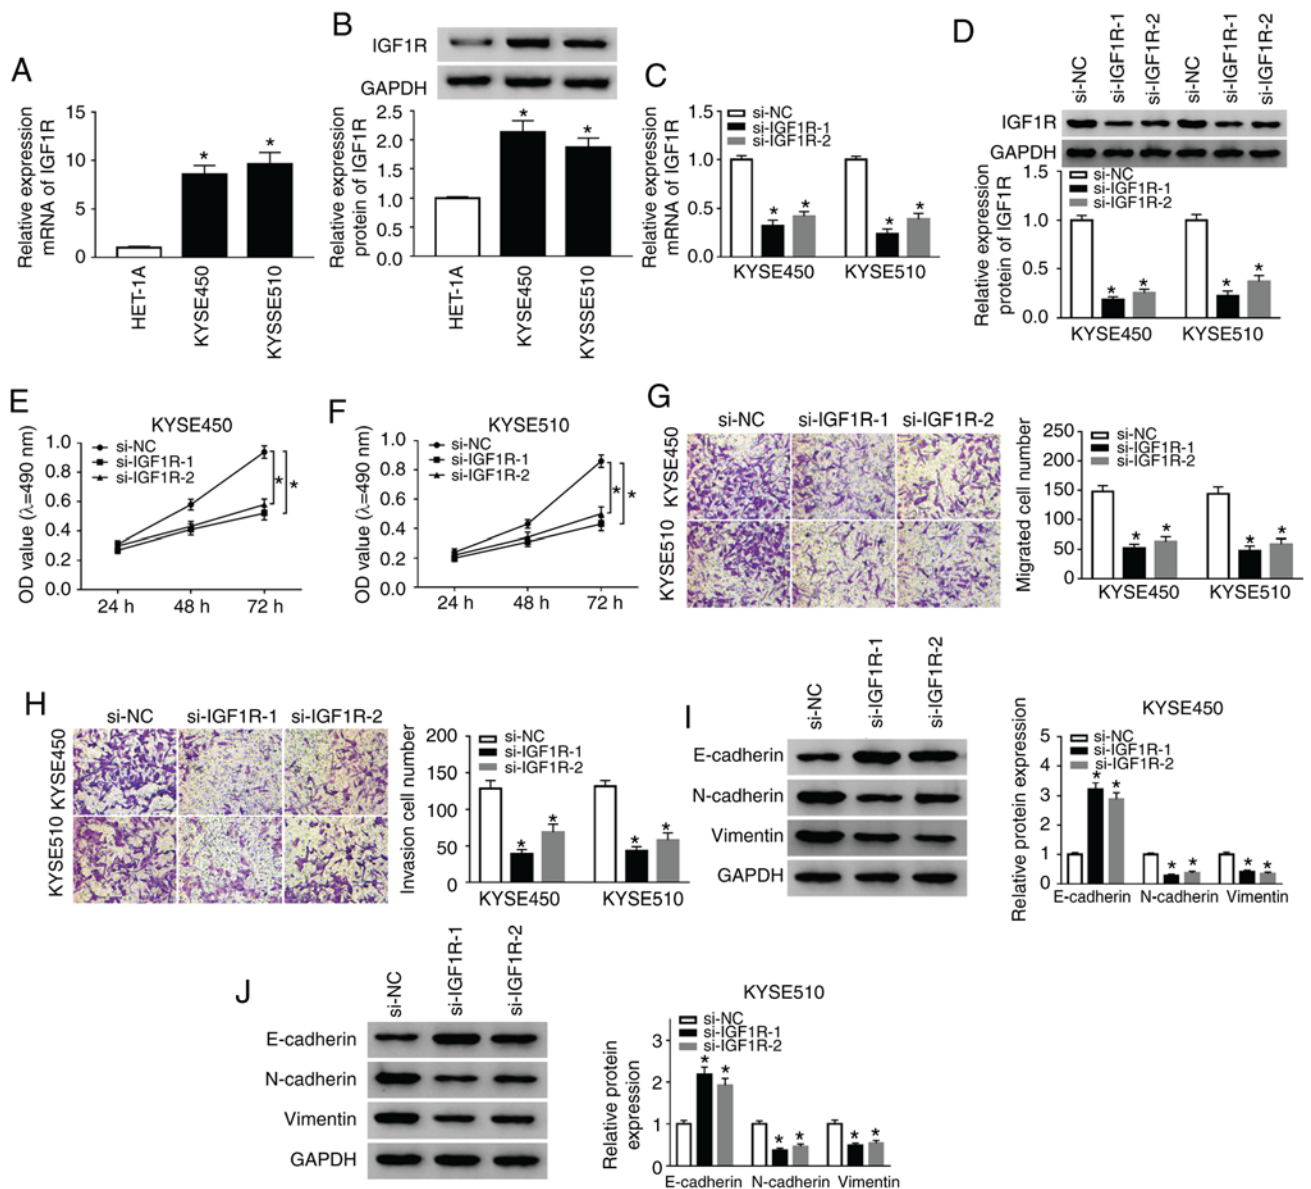 A
Relative expression
mRNA of IGF1R
15
10
5
0
HET-1A
KYSE450
KYSSE510
*
*
B
IGF1R
GAPDH
Relative expression
protein of IGF1R
2.5
2.0
1.5
1.0
0.5
0.0
HET-1A
KYSE450
KYSSE510
*
*
C
Relative expression
mRNA of IGF1R
1.5
1.0
0.5
0.0
si-NC
si-IGF1R-1
si-IGF1R-2
* *
* *
KYSE450 KYSE510
D
si-NC
si-IGF1R-1
si-IGF1R-2
si-NC
si-IGF1R-1
si-IGF1R-2
IGF1R
GAPDH
Relative expression
protein of IGF1R
1.5
1.0
0.5
0.0
si-NC
si-IGF1R-1
si-IGF1R-2
* *
* *
KYSE450 KYSE510
E
KYSE450
OD value (λ=490 nm)
1.0
0.8
0.6
0.4
0.2
0.0
si-NC
si-IGF1R-1
si-IGF1R-2
* *
24 h 48 h 72 h
F
KYSE510
OD value (λ=490 nm)
1.0
0.8
0.6
0.4
0.2
0.0
si-NC
si-IGF1R-1
si-IGF1R-2
* *
24 h 48 h 72 h
G
si-NC si-IGF1R-1 si-IGF1R-2
KYSE450
KYSE510
Migrated cell number
250
200
150
100
50
0
si-NC
si-IGF1R-1
si-IGF1R-2
* *
* *
KYSE450 KYSE510
H
si-NC si-IGF1R-1 si-IGF1R-2
KYSE450
KYSE510
Invasion cell number
200
150
100
50
0
si-NC
si-IGF1R-1
si-IGF1R-2
* *
* *
KYSE450 KYSE510
I
si-NC
si-IGF1R-1
si-IGF1R-2
E-cadherin
N-cadherin
Vimentin
GAPDH
KYSE450
Relative protein expression
5
4
3
2
1
0
si-NC
si-IGF1R-1
si-IGF1R-2
* *
* *
* *
E-cadherin N-cadherin Vimentin
J
si-NC
si-IGF1R-1
si-IGF1R-2
E-cadherin
N-cadherin
Vimentin
GAPDH
KYSE510
Relative protein
expression
3
2
1
0
si-NC
si-IGF1R-1
si-IGF1R-2
* *
* *
* *
E-cadherin N-cadherin Vimentin